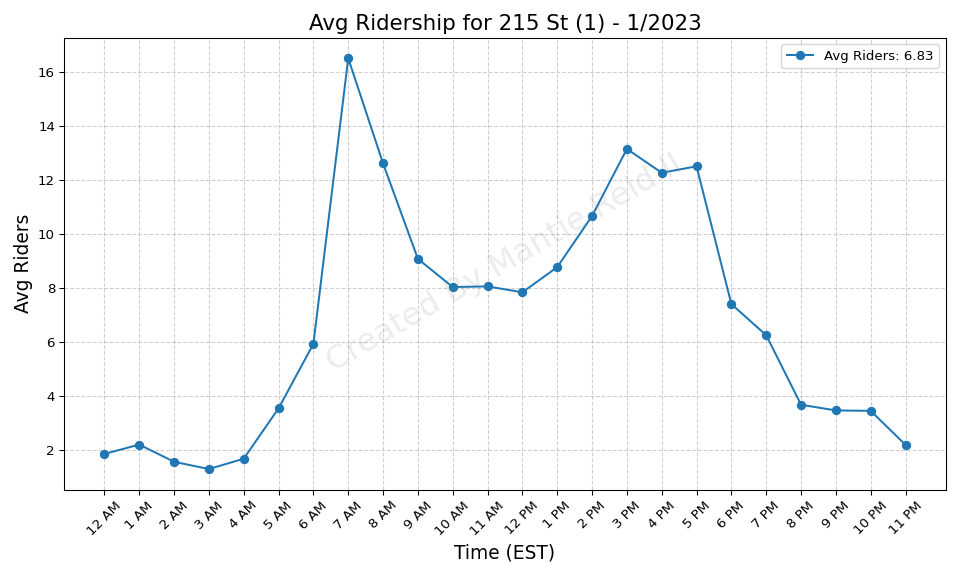 Avg Ridership for 215 St (1) - 1/2023
Avg Riders: 6.83
16
14
12
10
8
6
4
2
Avg Riders
Created By Mantie Reid II
12 AM
1 AM
2 AM
3 AM
4 AM
5 AM
6 AM
7 AM
8 AM
9 AM
10 AM
11 AM
12 PM
1 PM
2 PM
3 PM
4 PM
5 PM
6 PM
7 PM
8 PM
9 PM
10 PM
11 PM
Time (EST)